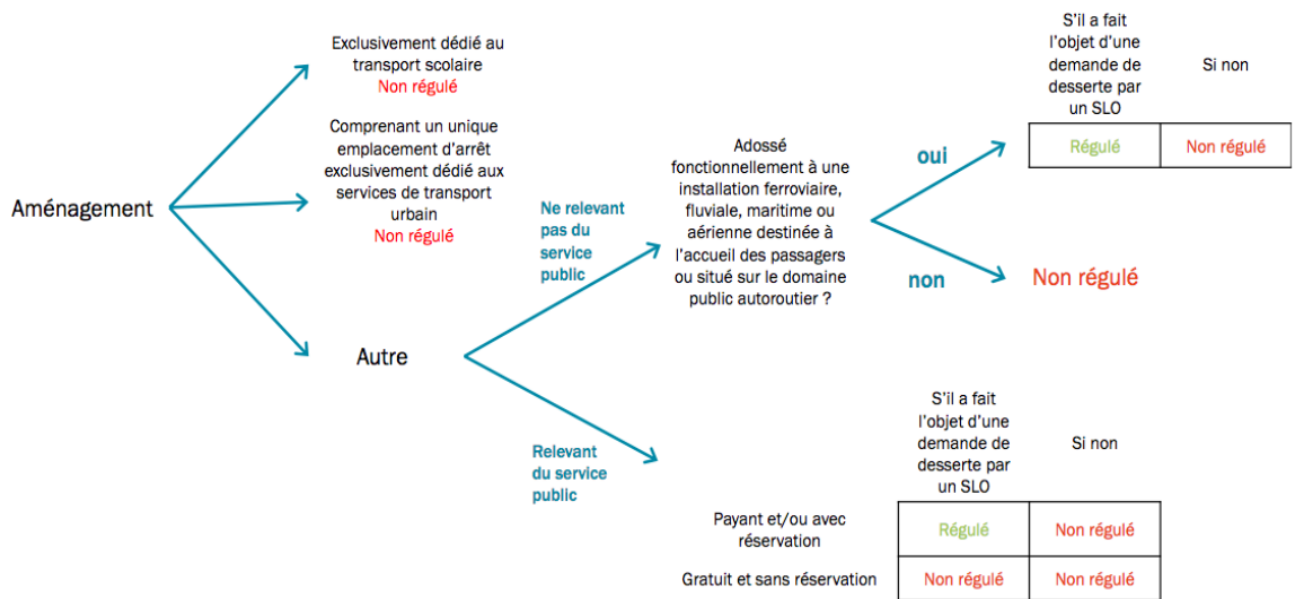 Aménagement
Exclusivement dédié au
transport scolaire
Non régulé
Comprenant un unique
emplacement d'arrêt
exclusivement dédié aux
services de transport
urbain
Non régulé
Autre
Ne relevant
pas du
service
public
Relevant
du service
public
Adossé
fonctionnellement à une
installation ferroviaire,
fluviale, maritime ou
aérienne destinée à
l'accueil des passagers
ou situé sur le domaine
public autoroutier ?
oui
non
S'il a fait
l'objet d'une
demande de
desserte par
un SLO
Si non
Régulé
Non régulé
Non régulé
S'il a fait
l'objet d'une
demande de
desserte par
un SLO
Si non
Payant et/ou avec
réservation
Régulé
Non régulé
Gratuit et sans réservation
Non régulé
Non régulé